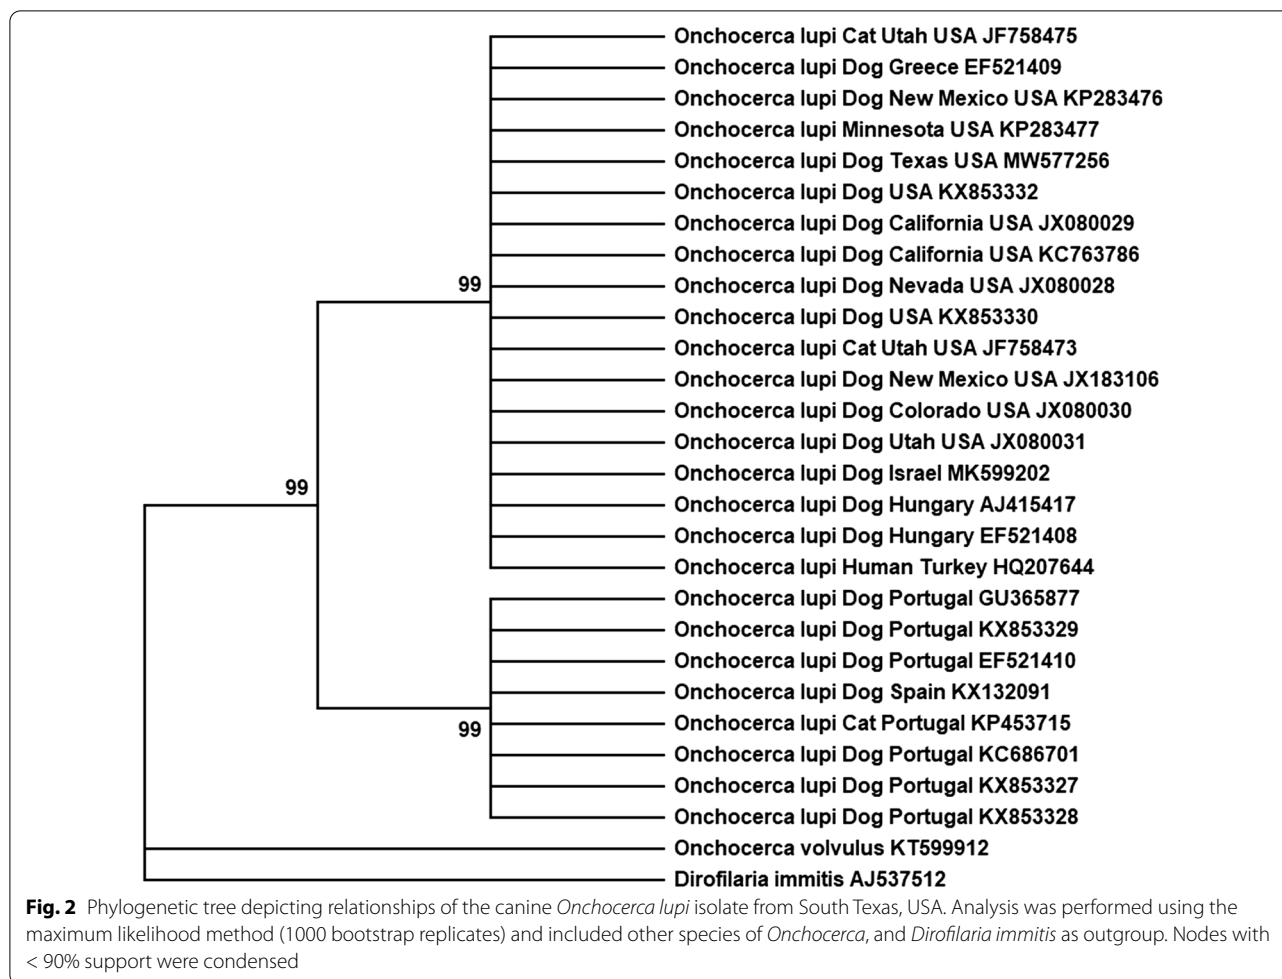 Onchocerca lupi Cat Utah USA JF758475
Onchocerca lupi Dog Greece EF521409
Onchocerca lupi Dog New Mexico USA KP283476
Onchocerca lupi Minnesota USA KP283477
Onchocerca lupi Dog Texas USA MW577256
Onchocerca lupi Dog USA KX853332
Onchocerca lupi Dog California USA JX080029
Onchocerca lupi Dog California USA KC763786
99
Onchocerca lupi Dog Nevada USA JX080028
Onchocerca lupi Dog USA KX853330
Onchocerca lupi Cat Utah USA JF758473
Onchocerca lupi Dog New Mexico USA JX183106
Onchocerca lupi Dog Colorado USA JX080030
Onchocerca lupi Dog Utah USA JX080031
Onchocerca lupi Dog Israel MK599202
99
Onchocerca lupi Dog Hungary AJ415417
Onchocerca lupi Dog Hungary EF521408
Onchocerca lupi Human Turkey HQ207644
Onchocerca lupi Dog Portugal GU365877
Onchocerca lupi Dog Portugal KX853329
Onchocerca lupi Dog Portugal EF521410
Onchocerca lupi Dog Spain KX132091
Onchocerca lupi Cat Portugal KP453715
99
Onchocerca lupi Dog Portugal KC686701
Onchocerca lupi Dog Portugal KX853327
Onchocerca lupi Dog Portugal KX853328
Onchocerca volvulus KT599912
Dirofilaria immitis AJ537512
Fig. 2 Phylogenetic tree depicting relationships of the canine Onchocerca lupi isolate from South Texas, USA. Analysis was performed using the
maximum likelihood method (1000 bootstrap replicates) and included other species of Onchocerca, and Dirofilaria immitis as outgroup. Nodes with
< 90% support were condensed